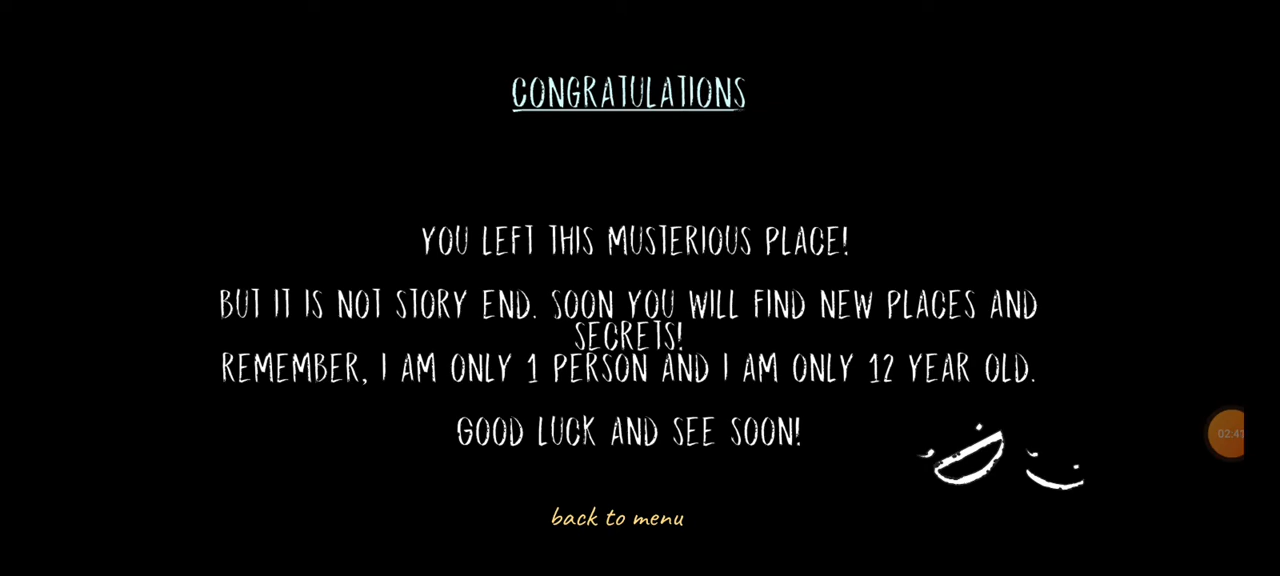 CONGRATULATIONS
YOU LEFT THIS MUSTERIOUS PLACE!
BUT IT IS NOT STORY END. SOON YOU WILL FIND NEW PLACES AND
SECRETS!
REMEMBER, I AM ONLY 1 PERSON AND I AM ONLY 12 YEAR OLD.
GOOD LUCK AND SEE SOON!
02:41
back to menu